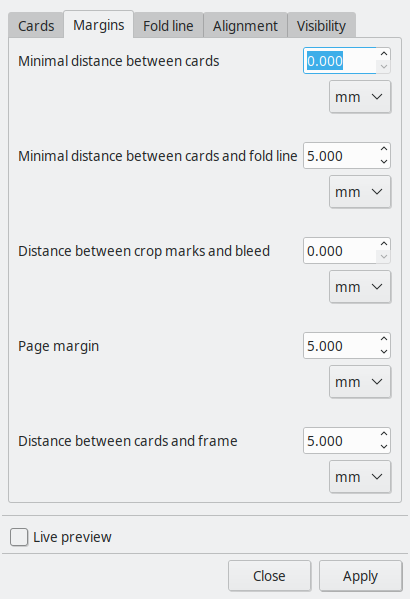 Cards Margins Fold line Alignment Visibility
Minimal distance between cards 0.000
mm
Minimal distance between cards and fold line 5.000
mm
Distance between crop marks and bleed 0.000
mm
Page margin 5.000
mm
Distance between cards and frame 5.000
mm
Live preview
Close Apply